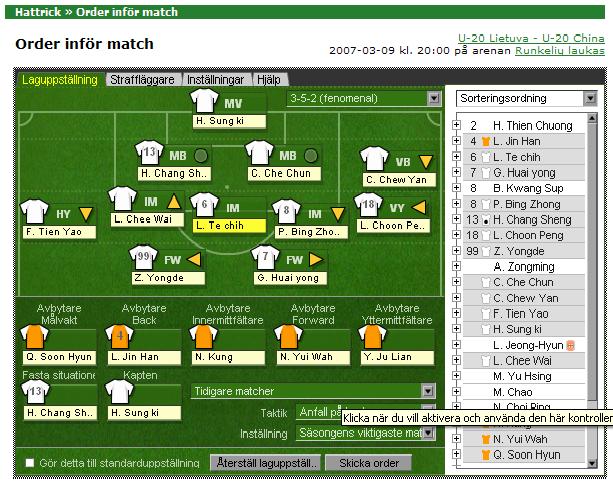 Hattrick » Order inför match
Order inför match
U-20 Lietuva - U-20 China
2007-03-09 kl. 20:00 på arenan Runkelių laukas
Laguppställning Straffläggare Inställningar Hjälp
3-5-2 (fenomenal)
MV
H. Sung ki
13 MB
H. Chang Sh..
MB
C. Che Chun
VB
C. Chew Yan
HY
F. Tien Yao
IM
L. Chee Wai
6 IM
L. Te chih
8 IM
P. Bing Zho..
18 VY
L. Choon Pe..
99 FW
Z. Yongde
7 FW
G. Huai yong
Avbytare Målvakt
Avbytare Back
Avbytare Innermittfältare
Avbytare Forward
Avbytare Yttermittfältare
Q. Soon Hyun
4
L. Jin Han
N. Kung
N. Yui Wah
Y. Ju Lian
Fasta situatione
Kapten
13
H. Chang Sh..
H. Sung ki
Tidigare matcher
Taktik
Anfall på
Klicka när du vill aktivera och använda den här kontrollen
Inställning
Säsongens viktigaste mat
Gör detta till standarduppställning
Återställ laguppställ..
Skicka order
Sorteringsordning
2 H. Thien Chuong
4 L. Jin Han
6 L. Te chih
7 G. Huai yong
8 B. Kwang Sup
8 P. Bing Zhong
13 H. Chang Sheng
18 L. Choon Peng
99 Z. Yongde
A. Zongming
C. Che Chun
C. Chew Yan
F. Tien Yao
H. Sung ki
L. Jeong-Hyun
L. Chee Wai
M. Yu Hsing
M. Chao
N. Choi Ping
N. Yui Wah
Q. Soon Hyun